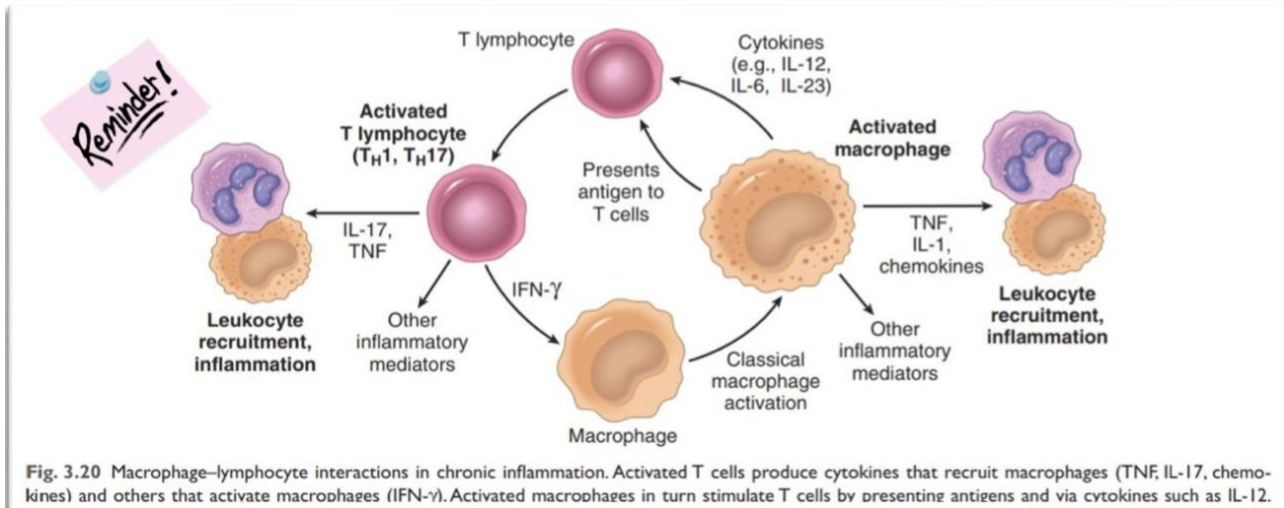 Reminder!
T lymphocyte
Cytokines
(e.g., IL-12,
IL-6, IL-23)
Activated
T lymphocyte
(TH1, TH17)
Activated
macrophage
Presents
antigen to
T cells
IL-17,
TNF
TNF,
IL-1,
chemokines
IFN-γ
Leukocyte
recruitment,
inflammation
Other
inflammatory
mediators
Classical
macrophage
activation
Other
inflammatory
mediators
Leukocyte
recruitment,
inflammation
Macrophage
Fig. 3.20 Macrophage–lymphocyte interactions in chronic inflammation. Activated T cells produce cytokines that recruit macrophages (TNF, IL-17, chemo-
kines) and others that activate macrophages (IFN-γ). Activated macrophages in turn stimulate T cells by presenting antigens and via cytokines such as IL-12.